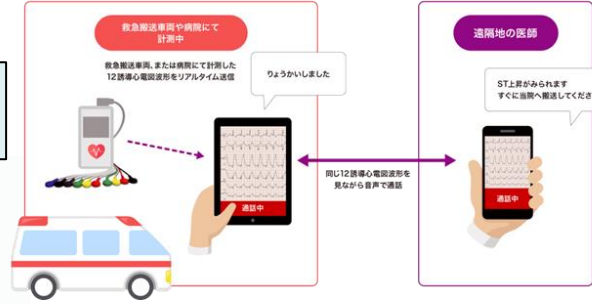 救急搬送車両や病院にて
計測中
救急搬送車両、または病院にて計測した
12誘導心電図波形をリアルタイム送信
りょうかいしました
通話中
同じ12誘導心電図波形を
見ながら音声で通話
遠隔地の医師
ST上昇がみられます
すぐに当院へ搬送してくださ
通話中